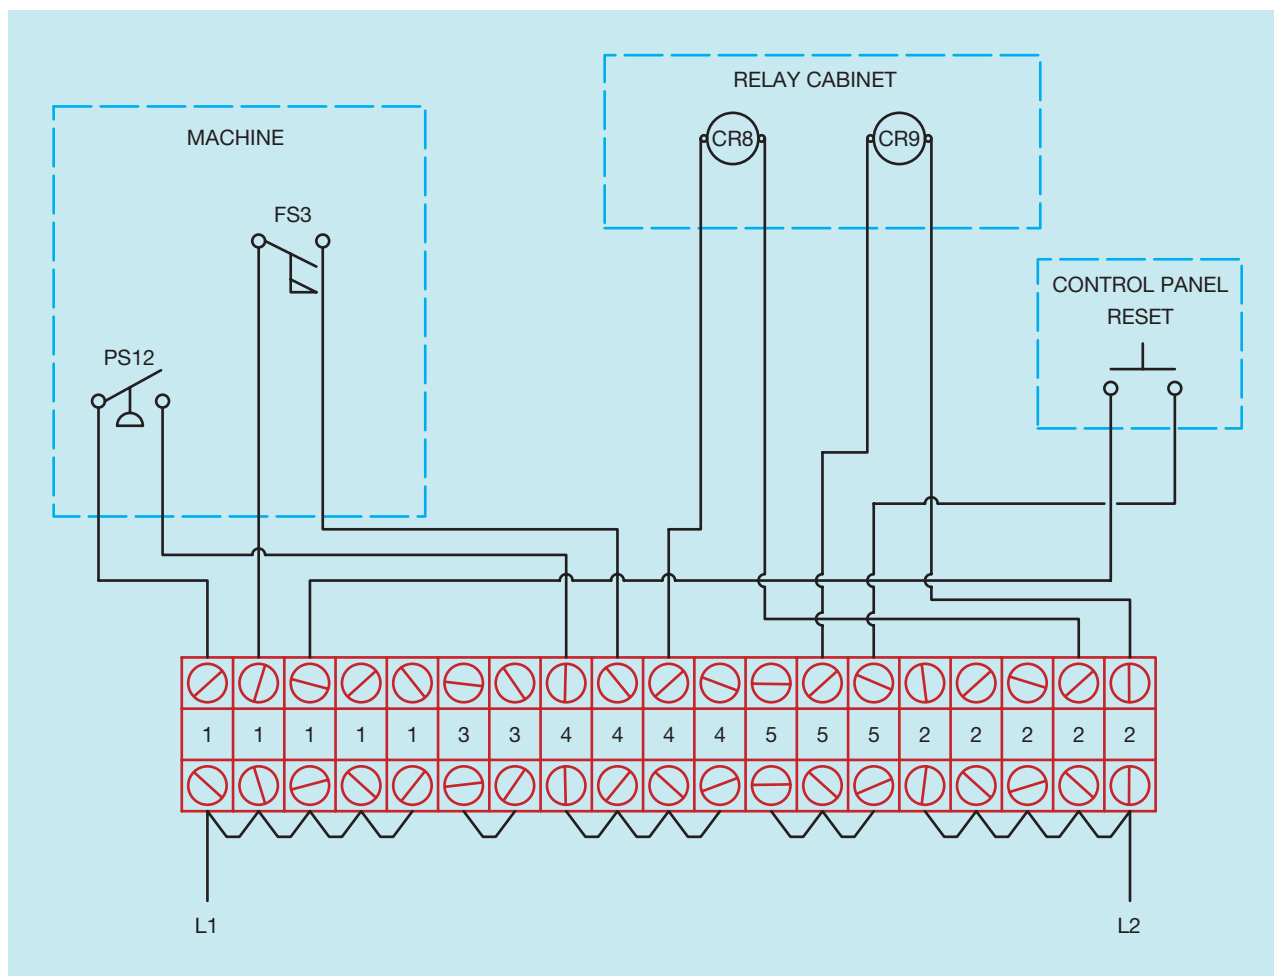 RELAY CABINET
MACHINE
CR8 CR9
FS3
CONTROL PANEL
RESET
PS12
1 1 1 1 1 3 3 4 4 4 4 5 5 5 2 2 2 2 2
L1 L2